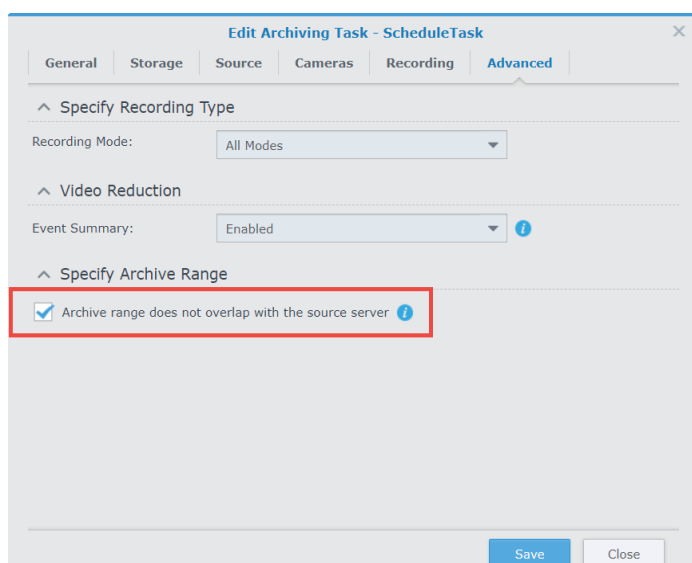 Edit Archiving Task - ScheduleTask
General Storage Source Cameras Recording Advanced
Specify Recording Type
Recording Mode: All Modes
Video Reduction
Event Summary: Enabled
Specify Archive Range
Archive range does not overlap with the source server
Save Close